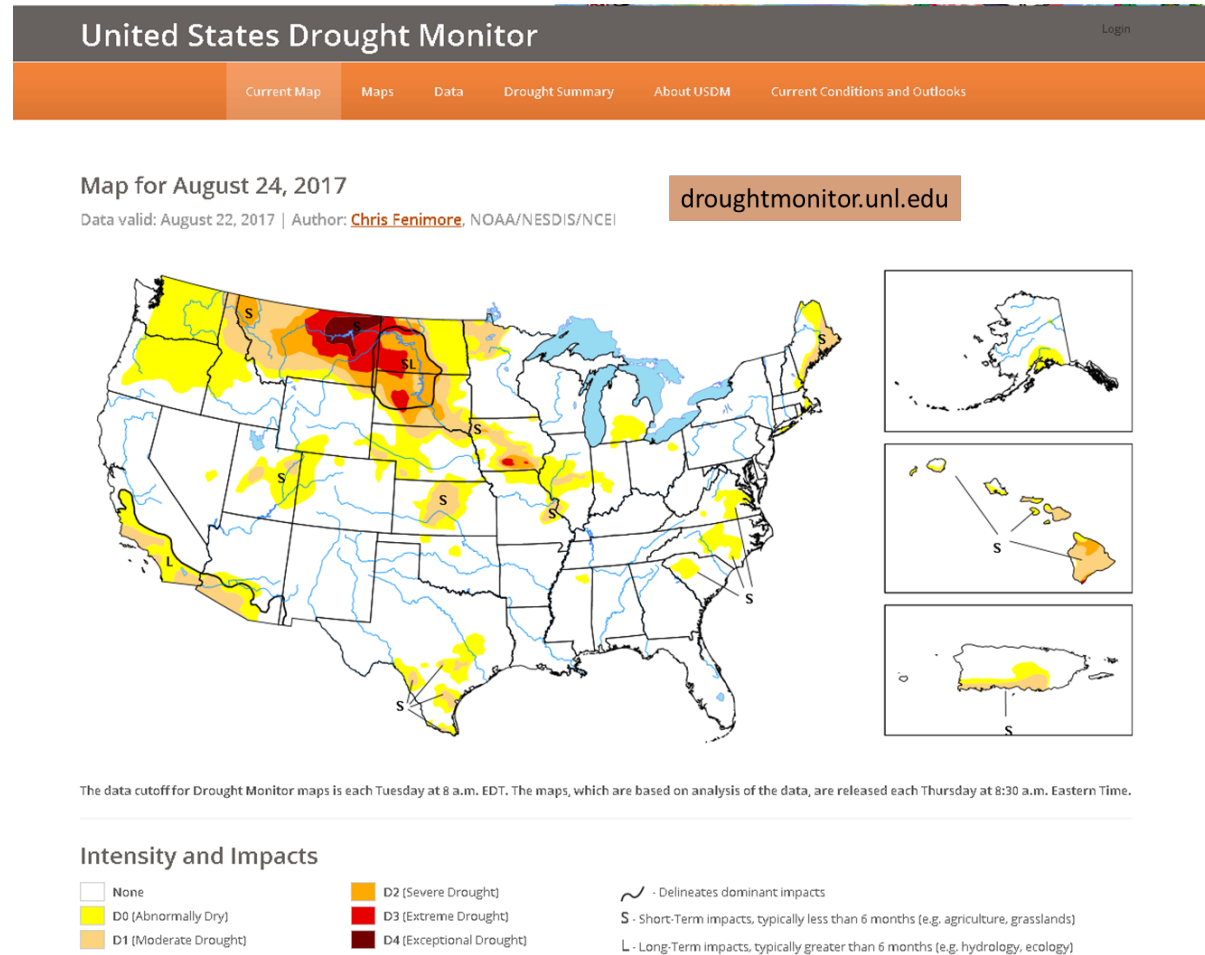 United States Drought Monitor
Login
Current Map Maps Data Drought Summary About USDM Current Conditions and Outlooks
Map for August 24, 2017
droughtmonitor.unl.edu
Data valid: August 22, 2017 | Author: Chris Fenimore, NOAA/NESDIS/NCEI
S
S
S
SL
S
S
S
S
L
S
S
S
S
S
The data cutoff for Drought Monitor maps is each Tuesday at 8 a.m. EDT. The maps, which are based on analysis of the data, are released each Thursday at 8:30 a.m. Eastern Time.
Intensity and Impacts
None
D0 (Abnormally Dry)
D1 (Moderate Drought)
D2 (Severe Drought)
D3 (Extreme Drought)
D4 (Exceptional Drought)
- Delineates dominant impacts
S - Short-Term impacts, typically less than 6 months (e.g. agriculture, grasslands)
L - Long-Term impacts, typically greater than 6 months (e.g. hydrology, ecology)